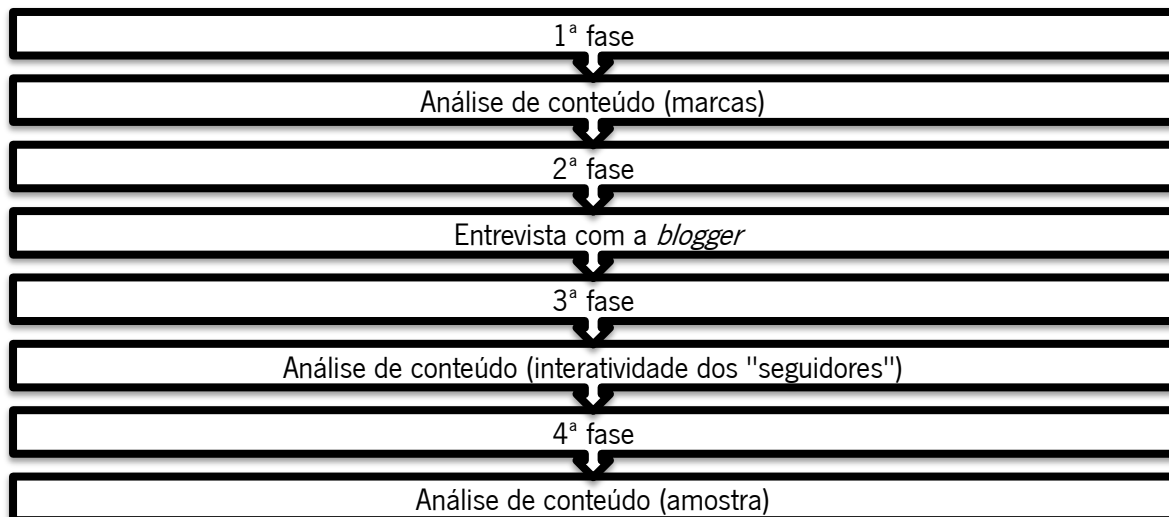 1ª fase
Análise de conteúdo (marcas)
2ª fase
Entrevista com a blogger
3ª fase
Análise de conteúdo (interatividade dos "seguidores")
4ª fase
Análise de conteúdo (amostra)